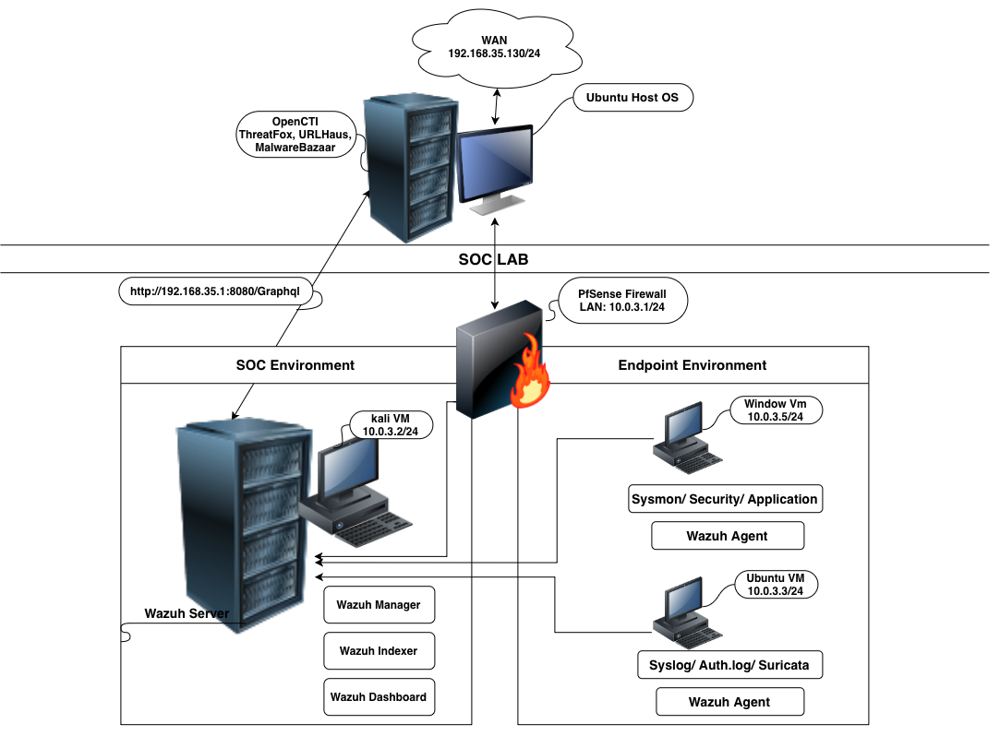 WAN
192.168.35.130/24
Ubuntu Host OS
OpenCTI
ThreatFox, URLHaus,
MalwareBazaar
SOC LAB
http://192.168.35.1:8080/Graphql
PfSense Firewall
LAN: 10.0.3.1/24
SOC Environment
Endpoint Environment
kali VM
10.0.3.2/24
Window Vm
10.0.3.5/24
Sysmon/ Security/ Application
Wazuh Agent
Ubuntu VM
10.0.3.3/24
Wazuh Server
Wazuh Manager
Wazuh Indexer
Wazuh Dashboard
Syslog/ Auth.log/ Suricata
Wazuh Agent